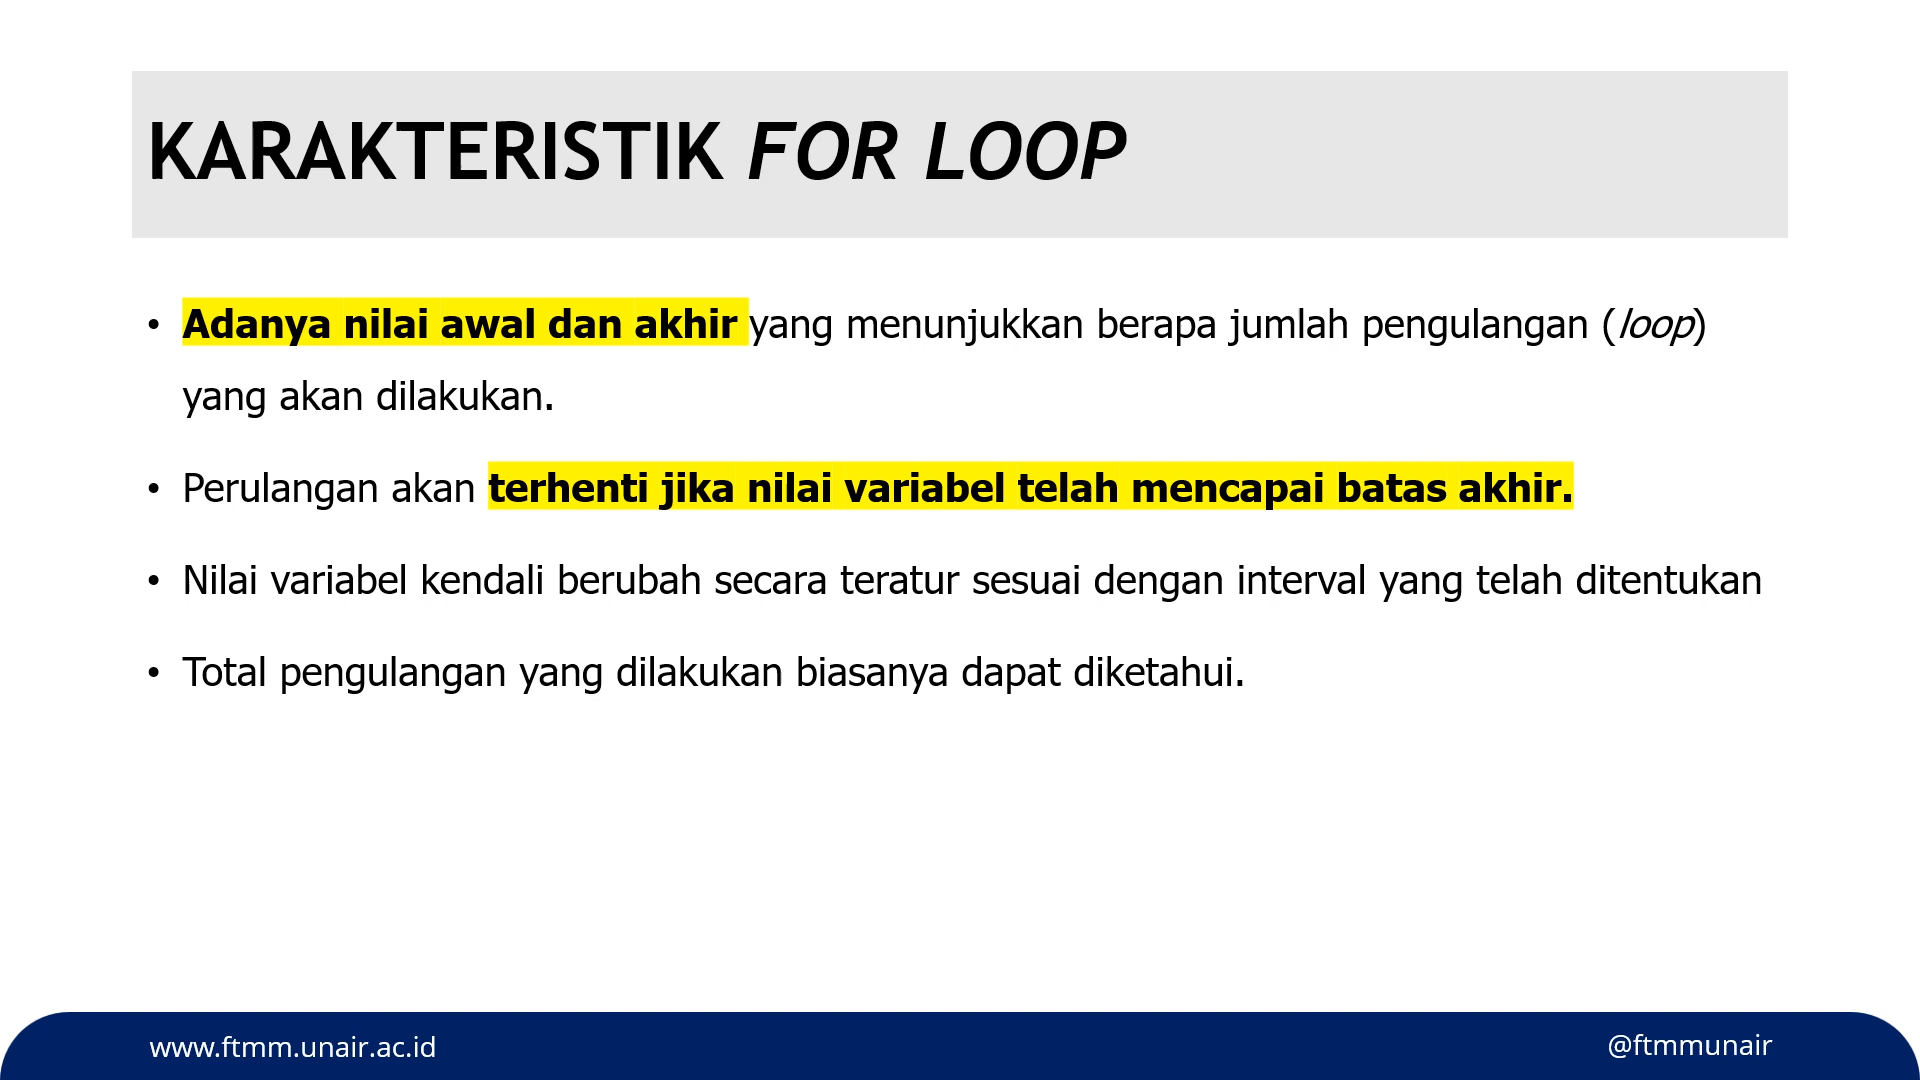 KARAKTERISTIK FOR LOOP
• Adanya nilai awal dan akhir yang menunjukkan berapa jumlah pengulangan (loop)
yang akan dilakukan.
• Perulangan akan terhenti jika nilai variabel telah mencapai batas akhir.
• Nilai variabel kendali berubah secara teratur sesuai dengan interval yang telah ditentukan
• Total pengulangan yang dilakukan biasanya dapat diketahui.
www.ftmm.unair.ac.id
@ftmmunair